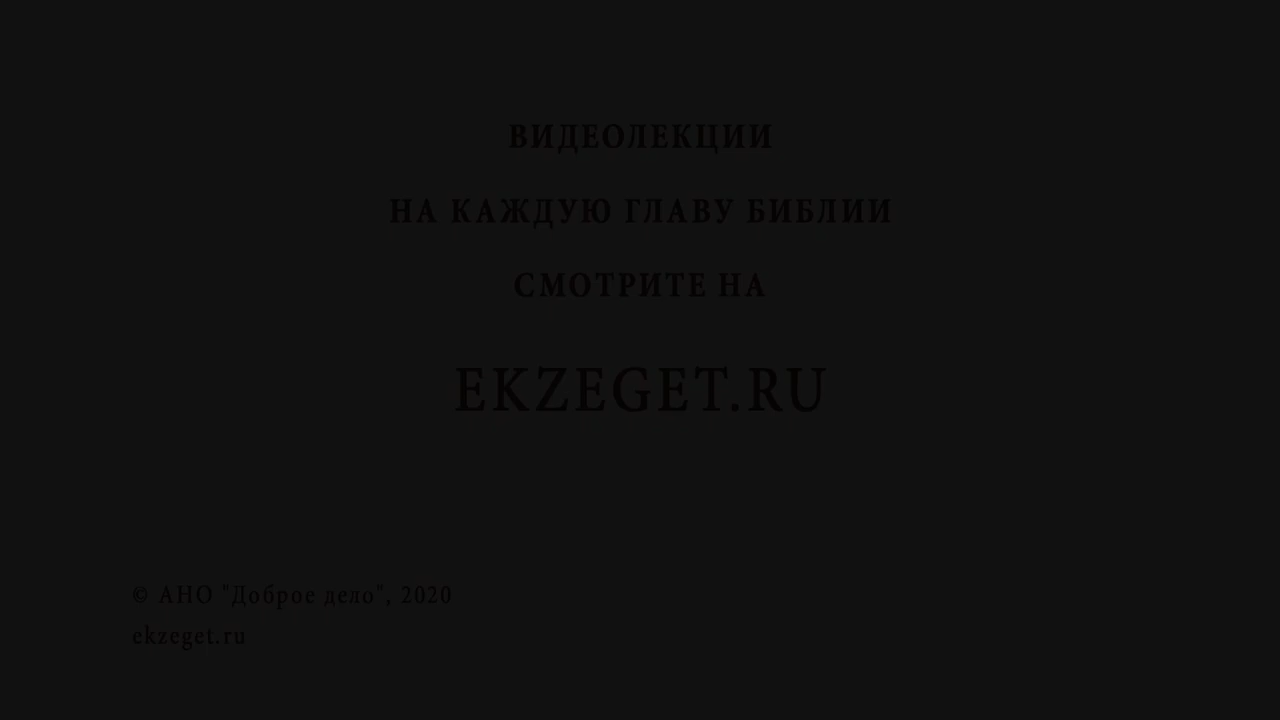 ВИДЕОЛЕКЦИИ
НА КАЖДУЮ ГЛАВУ БИБЛИИ
СМОТРИТЕ НА
EKZEGET.RU
© АНО "Доброе дело", 2020
ekzeget.ru